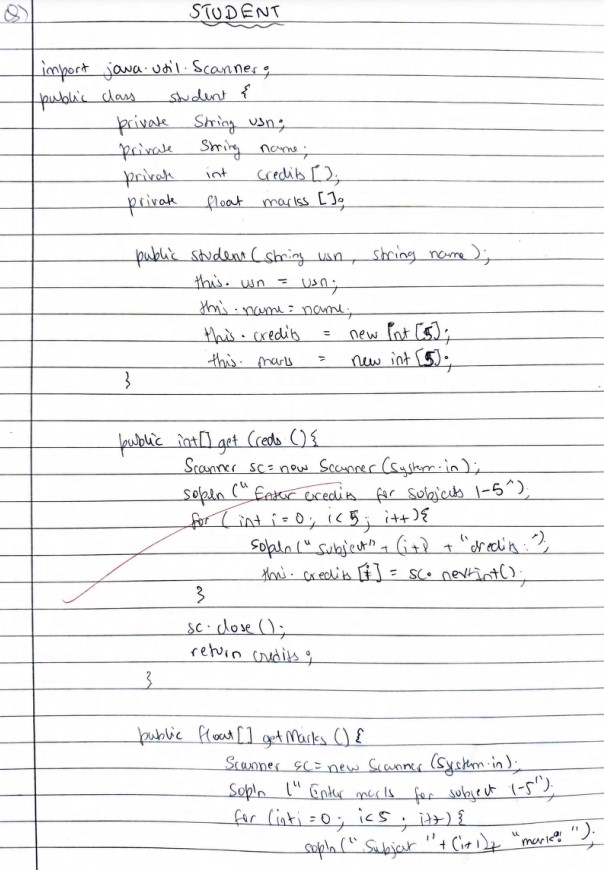 Q)
STUDENT
import java.util.Scanner;
public class student {
private String usn;
private String name;
private int credits [];
private float marks [];
public student (string usn, string name);
this. usn = usn;
this. name = name;
this. credits = new int [5];
this. marks = new int [5];
}
public int[] get Creds () {
Scanner sc = new Scanner (System.in);
sopln (" Enter credits for subjects 1-5");
for ( int i = 0; i<5; i++) {
sopln (" Subject" + (i+1) + "credits:");
this. credits [i] = sc. nextint();
}
sc. close ();
return credits;
}
public float [] getMarks () {
Scanner sc = new Scanner (System.in);
sopln (" Enter marks for subject 1-5");
for (int i = 0; i<5; i++) {
sopln (" Subject "+ (i+1)+ "marks: ");